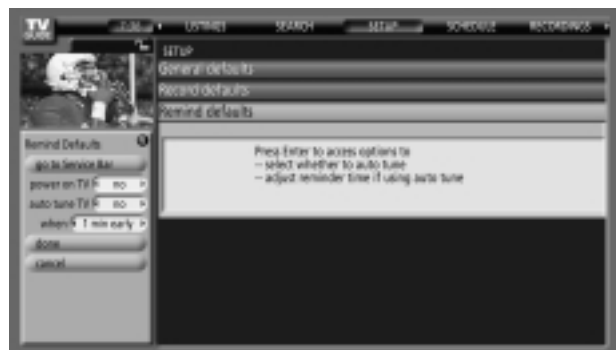 TV
GUIDE
LISTINGS SEARCH SETUP SCHEDULE RECORDINGS
SETUP
General defaults
Record defaults
Remind defaults
Remind Defaults
go to Service Bar
power on TV no
auto tune TV no
when 1 min early
done
cancel
Press Enter to access options to
– select whether to auto tune
– adjust reminder time if using auto tune